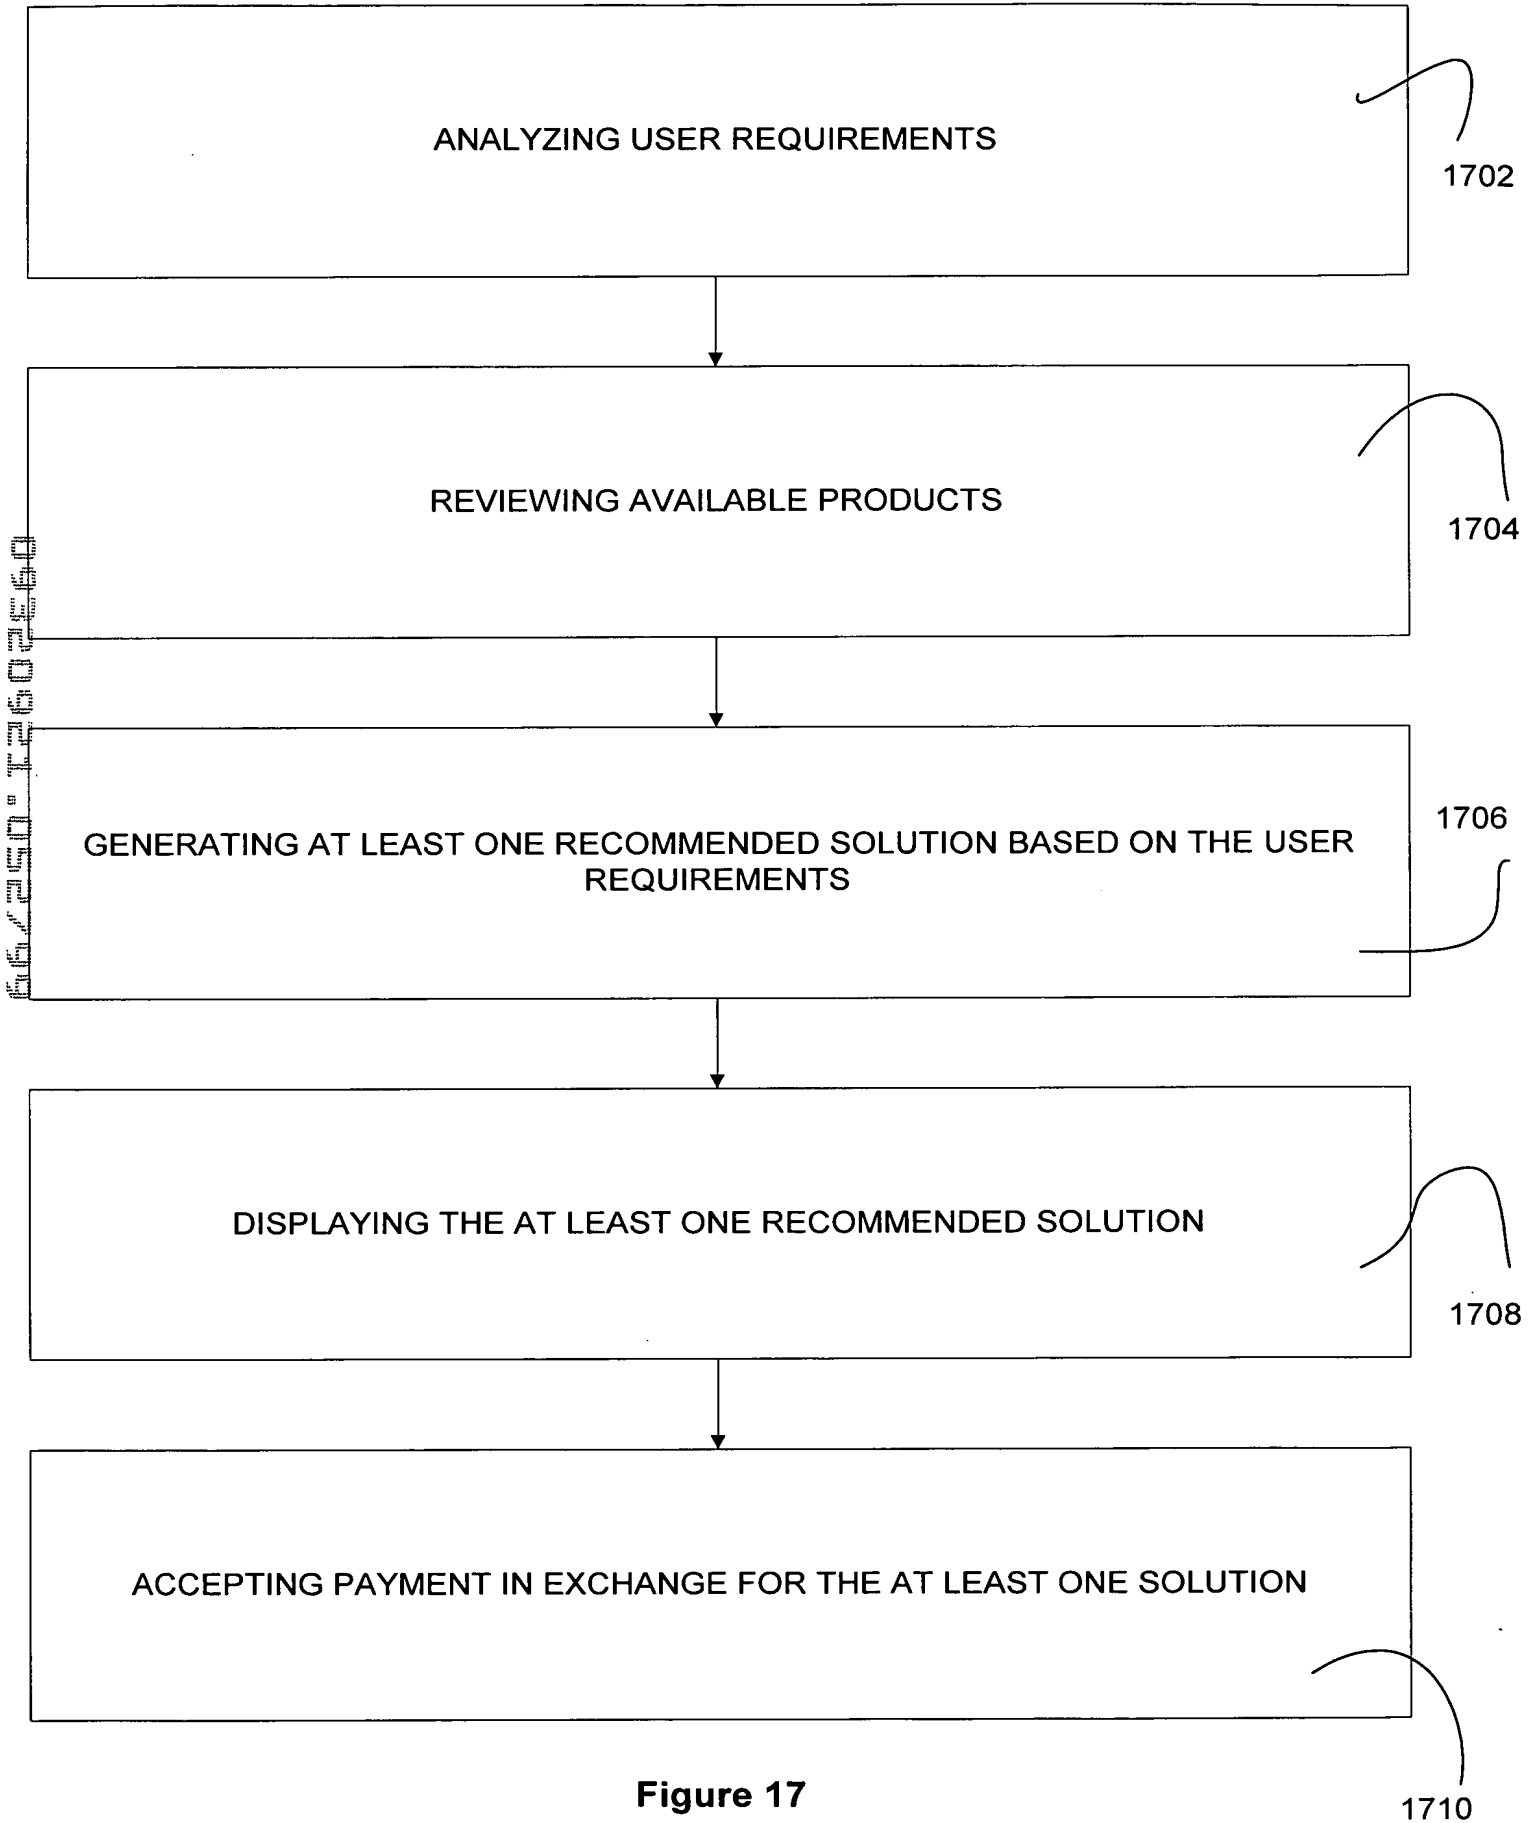 ANALYZING USER REQUIREMENTS
1702
REVIEWING AVAILABLE PRODUCTS
1704
GENERATING AT LEAST ONE RECOMMENDED SOLUTION BASED ON THE USER
REQUIREMENTS
1706
DISPLAYING THE AT LEAST ONE RECOMMENDED SOLUTION
1708
ACCEPTING PAYMENT IN EXCHANGE FOR THE AT LEAST ONE SOLUTION
1710
Figure 17